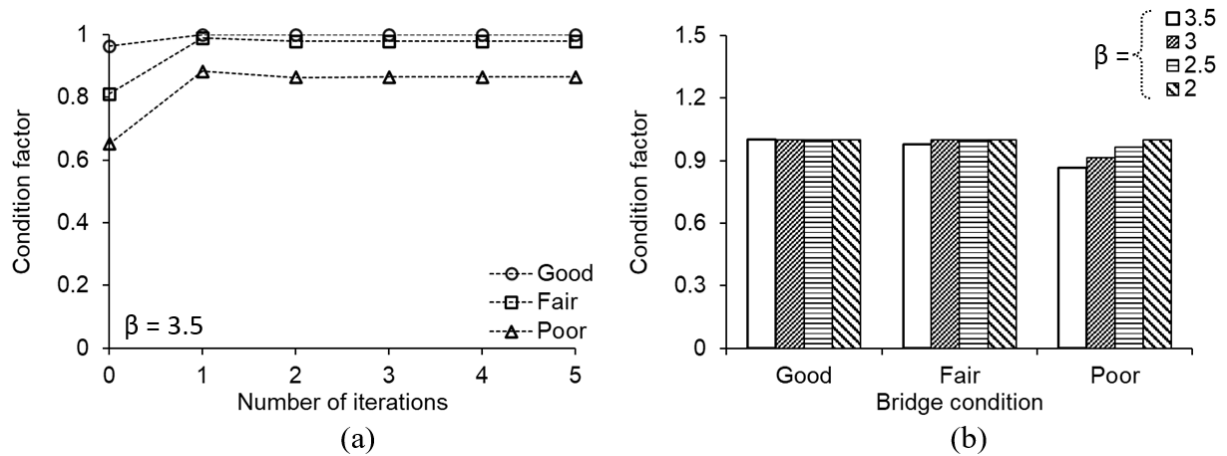 1
0.8
0.6
0.4
0.2
0
Condition factor
Good
Fair
Poor
β = 3.5
0 1 2 3 4 5
Number of iterations
(a)
β =
3.5
3
2.5
2
1.5
1.2
0.9
0.6
0.3
0
Condition factor
Good Fair Poor
Bridge condition
(b)